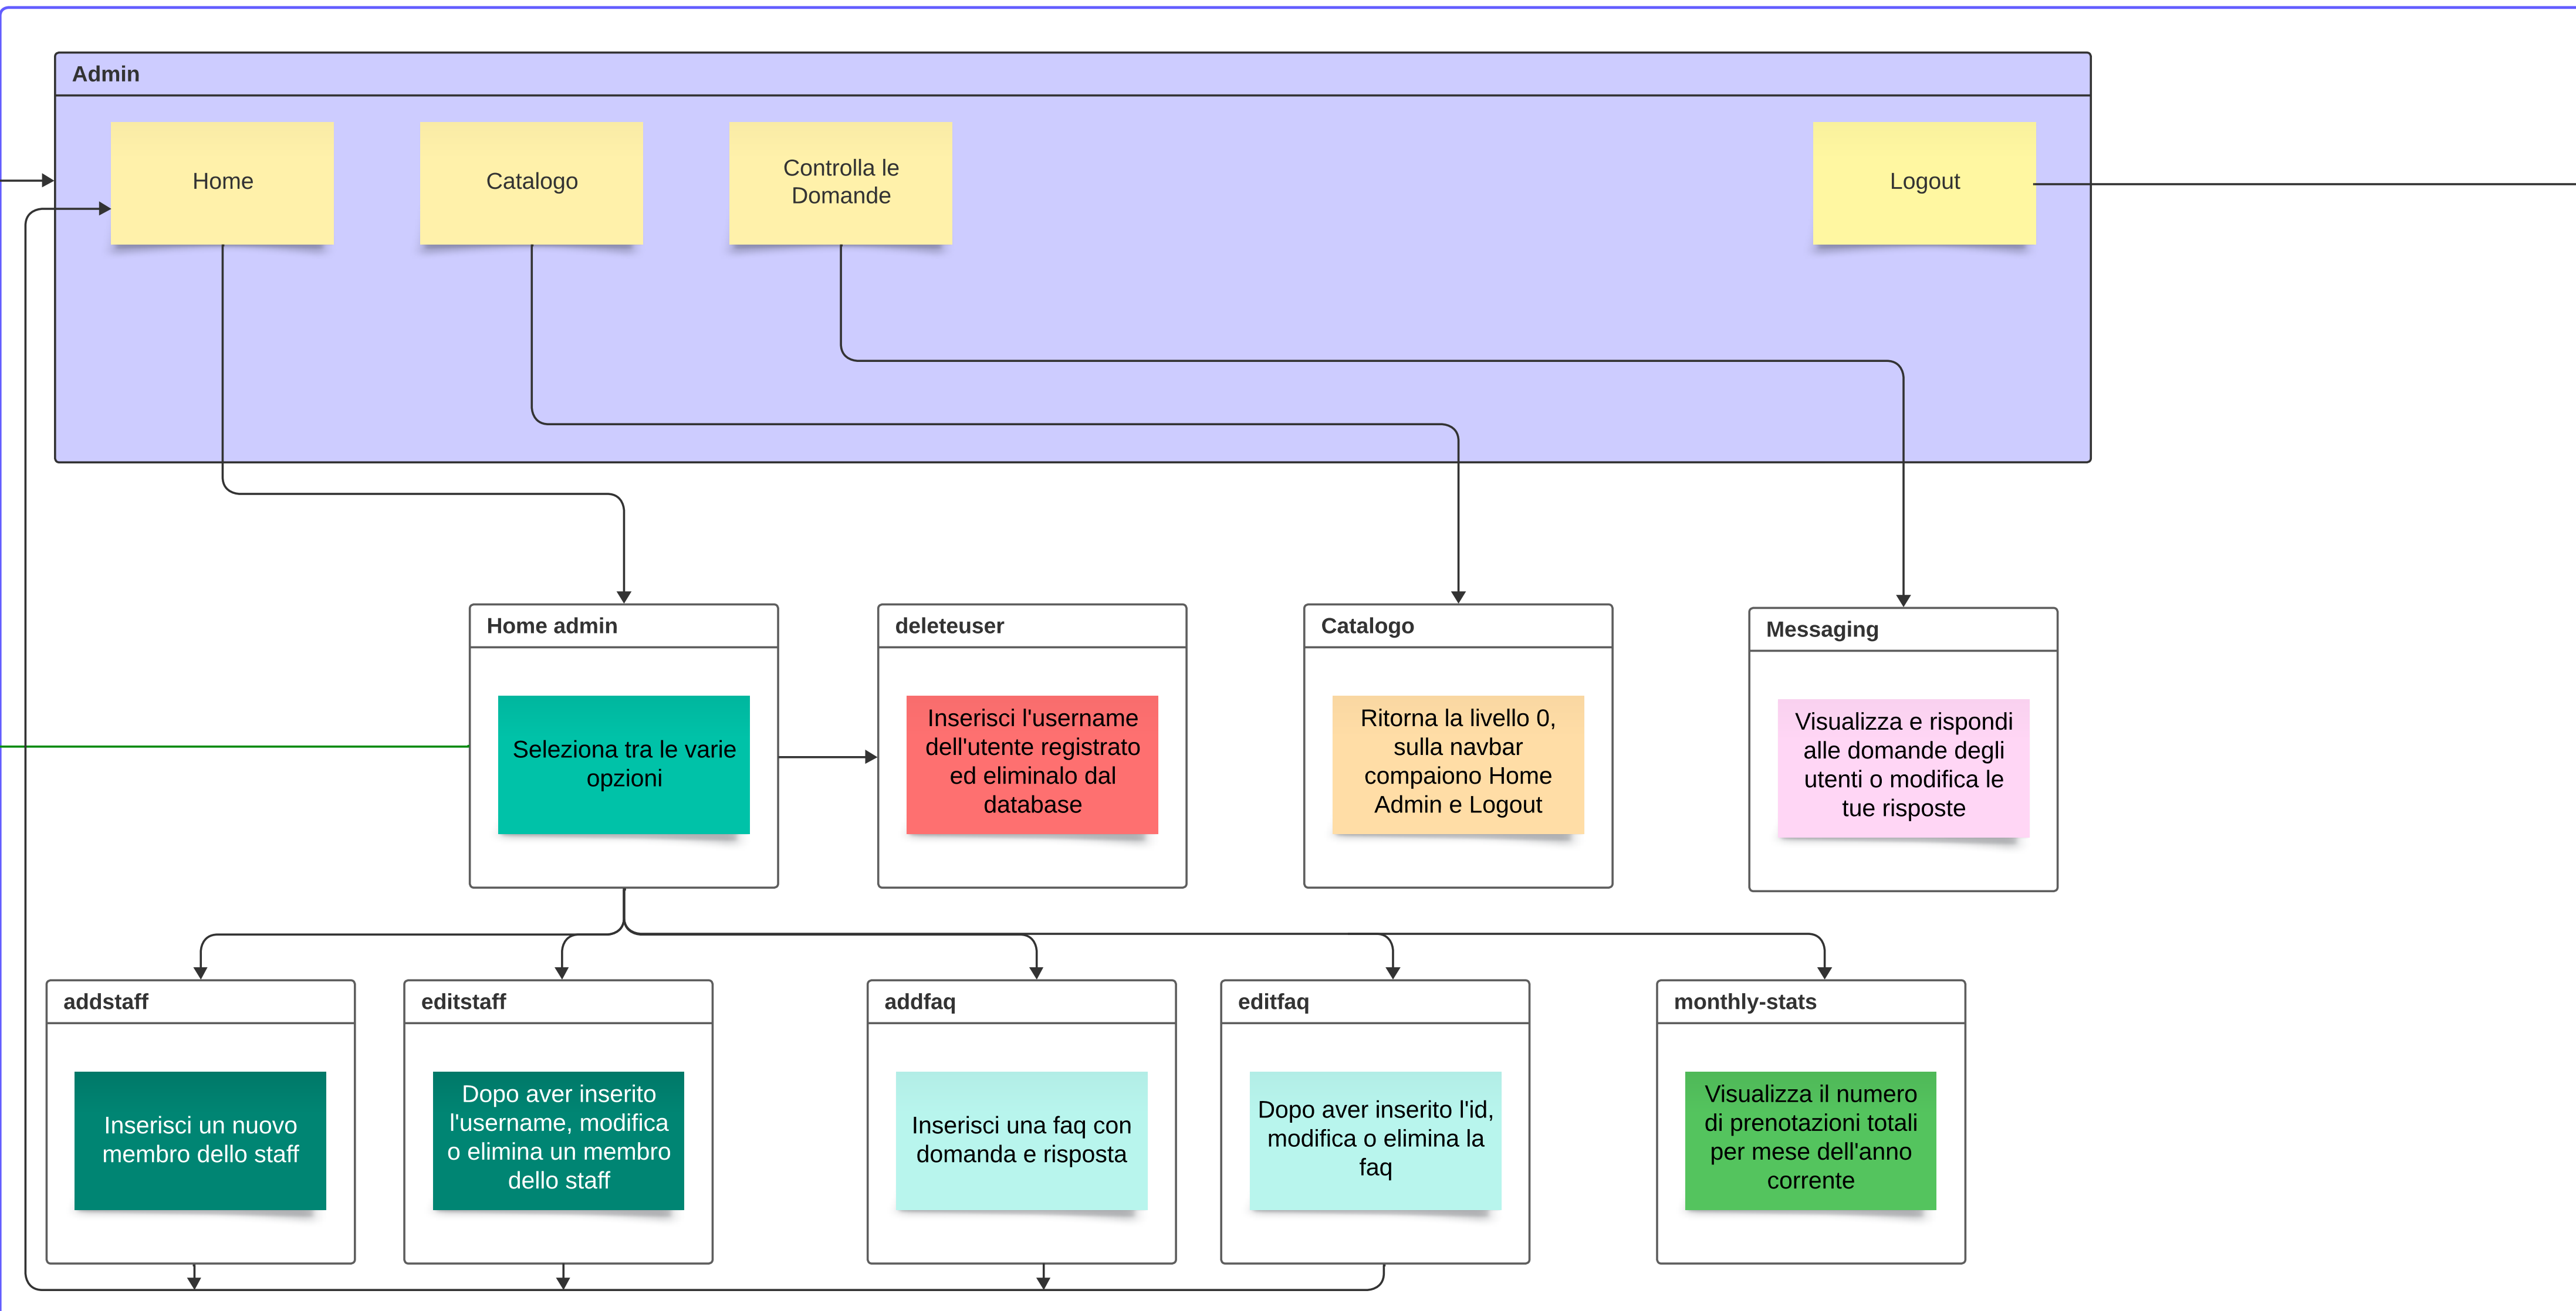 Admin
Home
Catalogo
Controlla le
Domande
Logout
Home admin
Seleziona tra le varie
opzioni
deleteuser
Inserisci l'username
dell'utente registrato
ed eliminalo dal
database
Catalogo
Ritorna la livello 0,
sulla navbar
compaiono Home
Admin e Logout
Messaging
Visualizza e rispondi
alle domande degli
utenti o modifica le
tue risposte
addstaff
Inserisci un nuovo
membro dello staff
editstaff
Dopo aver inserito
l'username, modifica
o elimina un membro
dello staff
addfaq
Inserisci una faq con
domanda e risposta
editfaq
Dopo aver inserito l'id,
modifica o elimina la
faq
monthly-stats
Visualizza il numero
di prenotazioni totali
per mese dell'anno
corrente